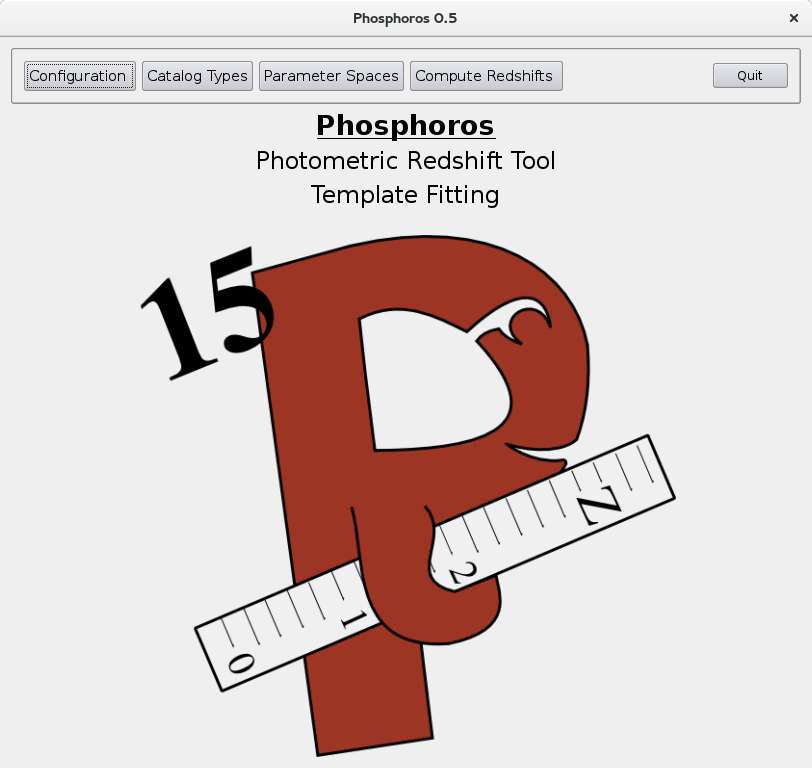 Phosphoros 0.5
Configuration Catalog Types Parameter Spaces Compute Redshifts Quit
Phosphoros
Photometric Redshift Tool
Template Fitting
15
0 1 2 Z